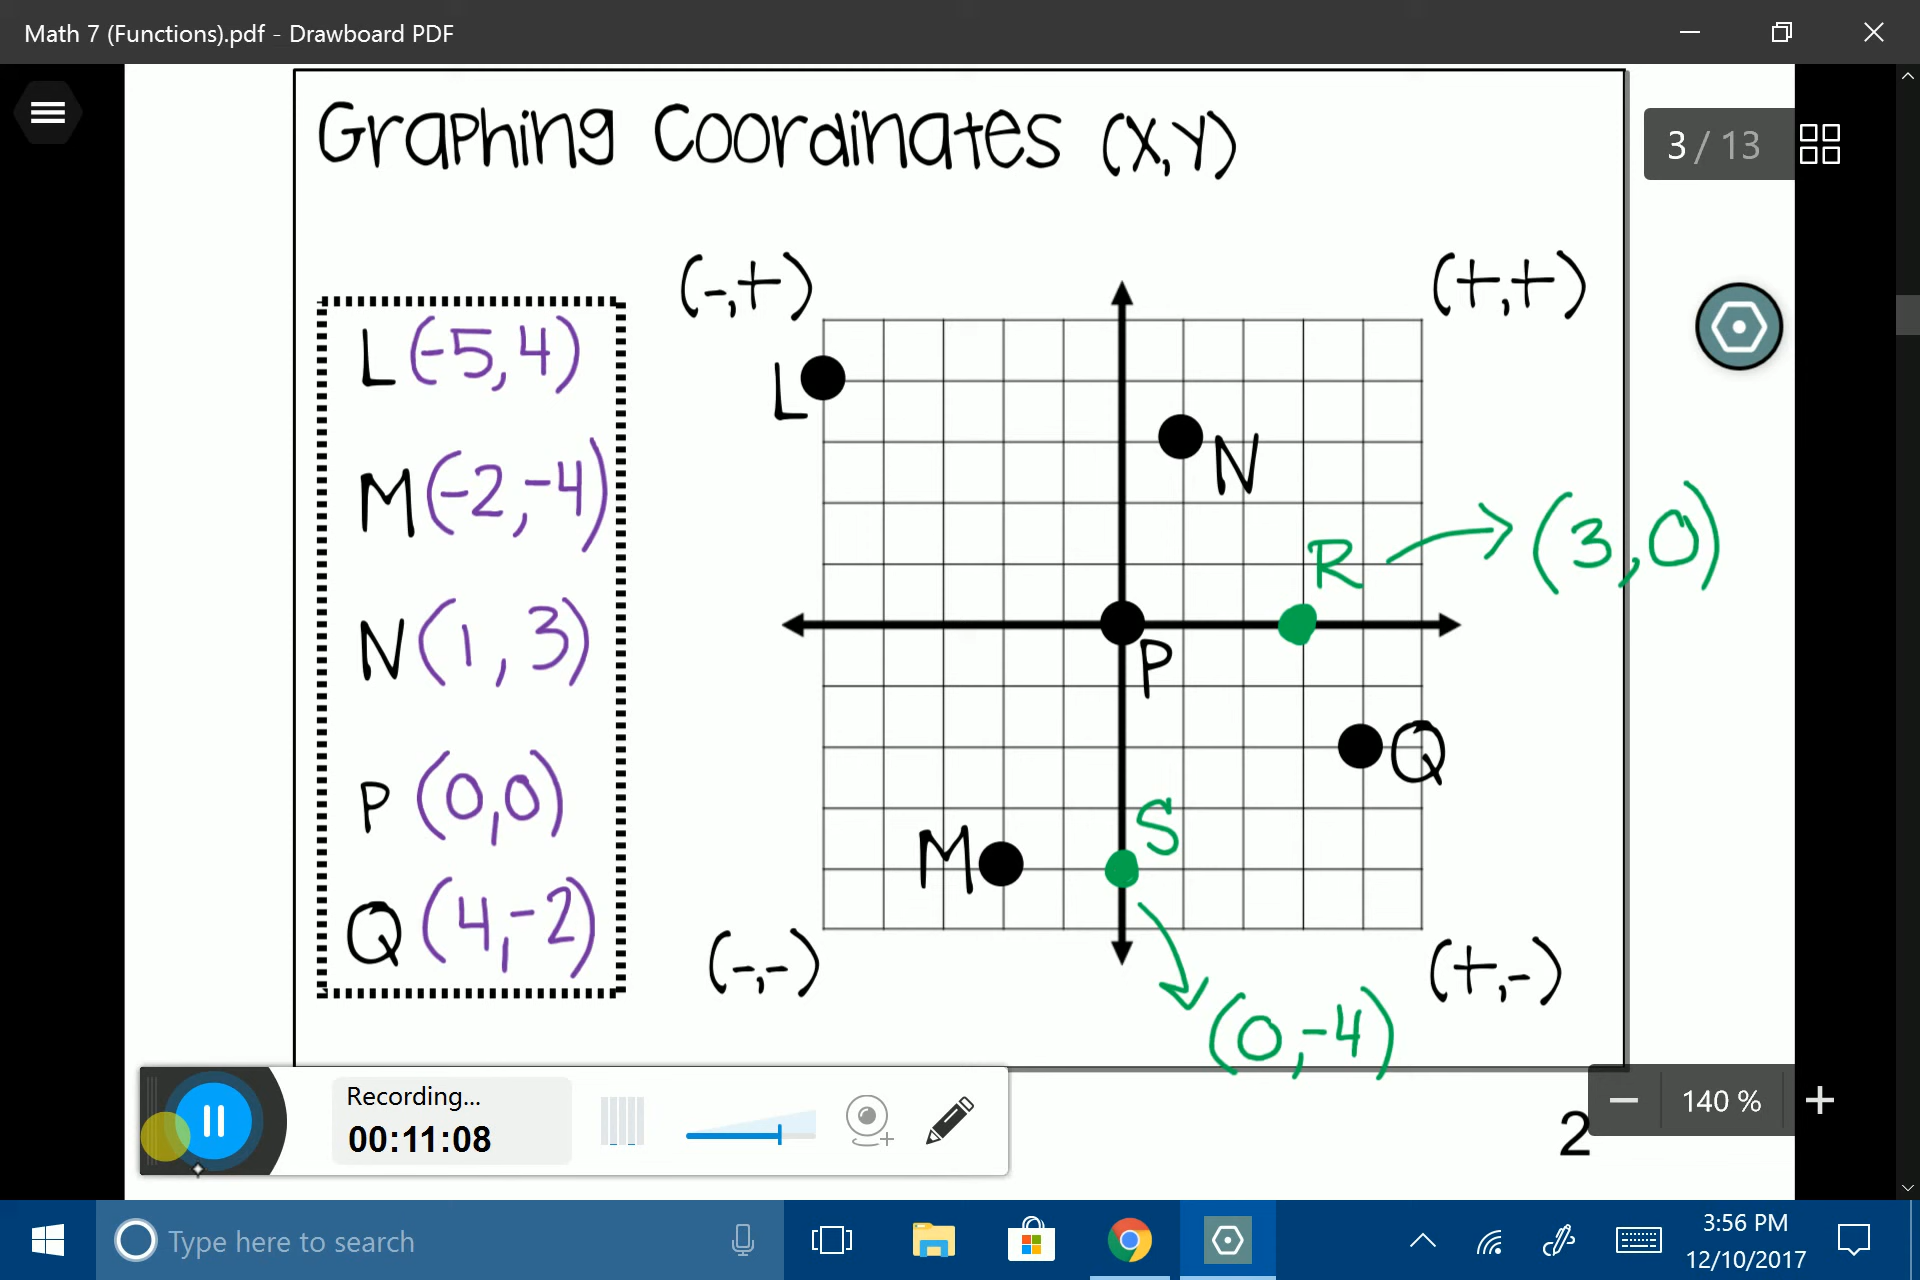 Math 7 (Functions).pdf - Drawboard PDF
Graphing Coordinates (X,Y)
3 / 13
(-,+)
(+,+)
L (-5,4)
L
M (-2,-4)
N
R
(3,0)
N (1,3)
P
P (0,0)
Q
S
M
Q (4,-2)
(-,-)
(+,-)
(0,-4)
Recording...
00:11:08
140 %
2
Type here to search
3:56 PM
12/10/2017